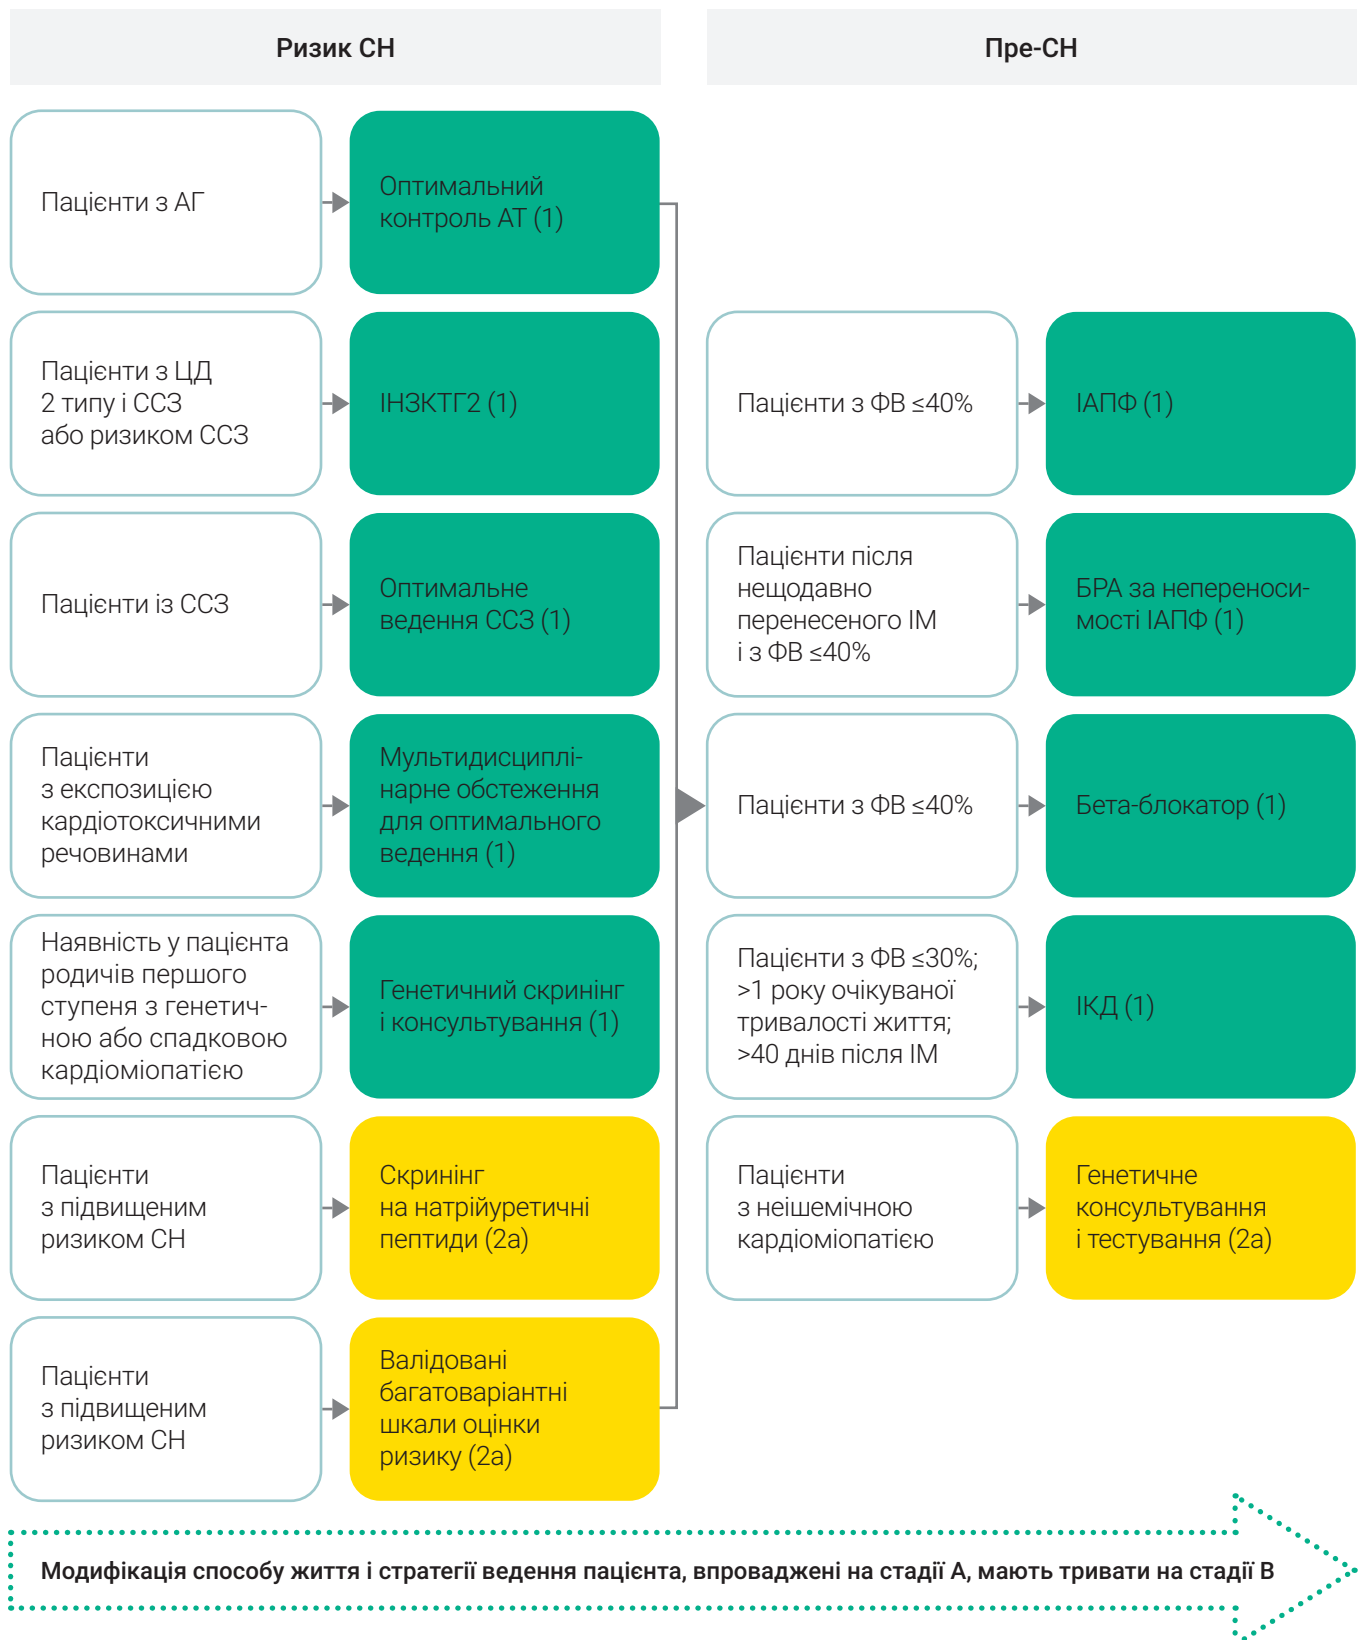 Ризик СН
Пре-СН
Пацієнти з АГ
Оптимальний
контроль АТ (1)
Пацієнти з ЦД
2 типу і ССЗ
або ризиком ССЗ
ІНЗКТГ2 (1)
Пацієнти з ФВ ≤40%
ІАПФ (1)
Пацієнти із ССЗ
Оптимальне
ведення ССЗ (1)
Пацієнти після
нещодавно
перенесеного ІМ
і з ФВ ≤40%
БРА за непереноси-
мості ІАПФ (1)
Пацієнти
з експозицією
кардіотоксичними
речовинами
Мультидисциплі-
нарне обстеження
для оптимального
ведення (1)
Пацієнти з ФВ ≤40%
Бета-блокатор (1)
Наявність у пацієнта
родичів першого
ступеня з генетич-
ною або спадковою
кардіоміопатією
Генетичний скринінг
і консультування (1)
Пацієнти з ФВ ≤30%;
>1 року очікуваної
тривалості життя;
>40 днів після ІМ
ІКД (1)
Пацієнти
з підвищеним
ризиком СН
Скринінг
на натрійуретичні
пептиди (2а)
Пацієнти
з неішемічною
кардіоміопатією
Генетичне
консультування
і тестування (2а)
Пацієнти
з підвищеним
ризиком СН
Валідовані
багатоваріантні
шкали оцінки
ризику (2а)
Модифікація способу життя і стратегії ведення пацієнта, впроваджені на стадії А, мають тривати на стадії В